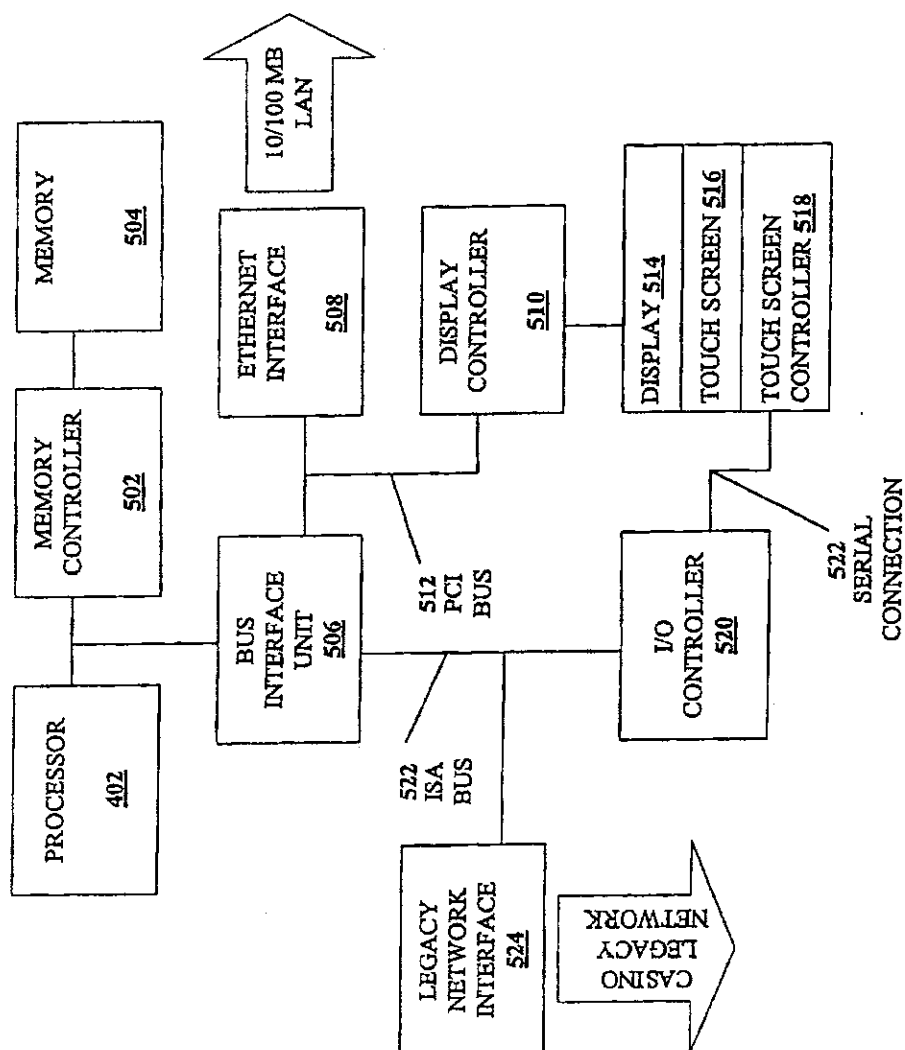 PROCESSOR
402
MEMORY
CONTROLLER
502
MEMORY
504
BUS
INTERFACE
UNIT
506
ETHERNET
INTERFACE
508
10/100 MB
LAN
512
PCI
BUS
DISPLAY
CONTROLLER
510
522
ISA
BUS
LEGACY
NETWORK
INTERFACE
524
CASINO
LEGACY
NETWORK
I/O
CONTROLLER
520
DISPLAY 514
TOUCH SCREEN 516
TOUCH SCREEN
CONTROLLER 518
522
SERIAL
CONNECTION